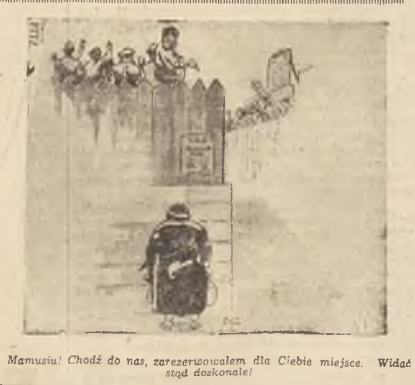 Mamusiu! Chodź do nas, zarezerwowałem dla Ciebie miejsce. Widać
stąd doskonale!